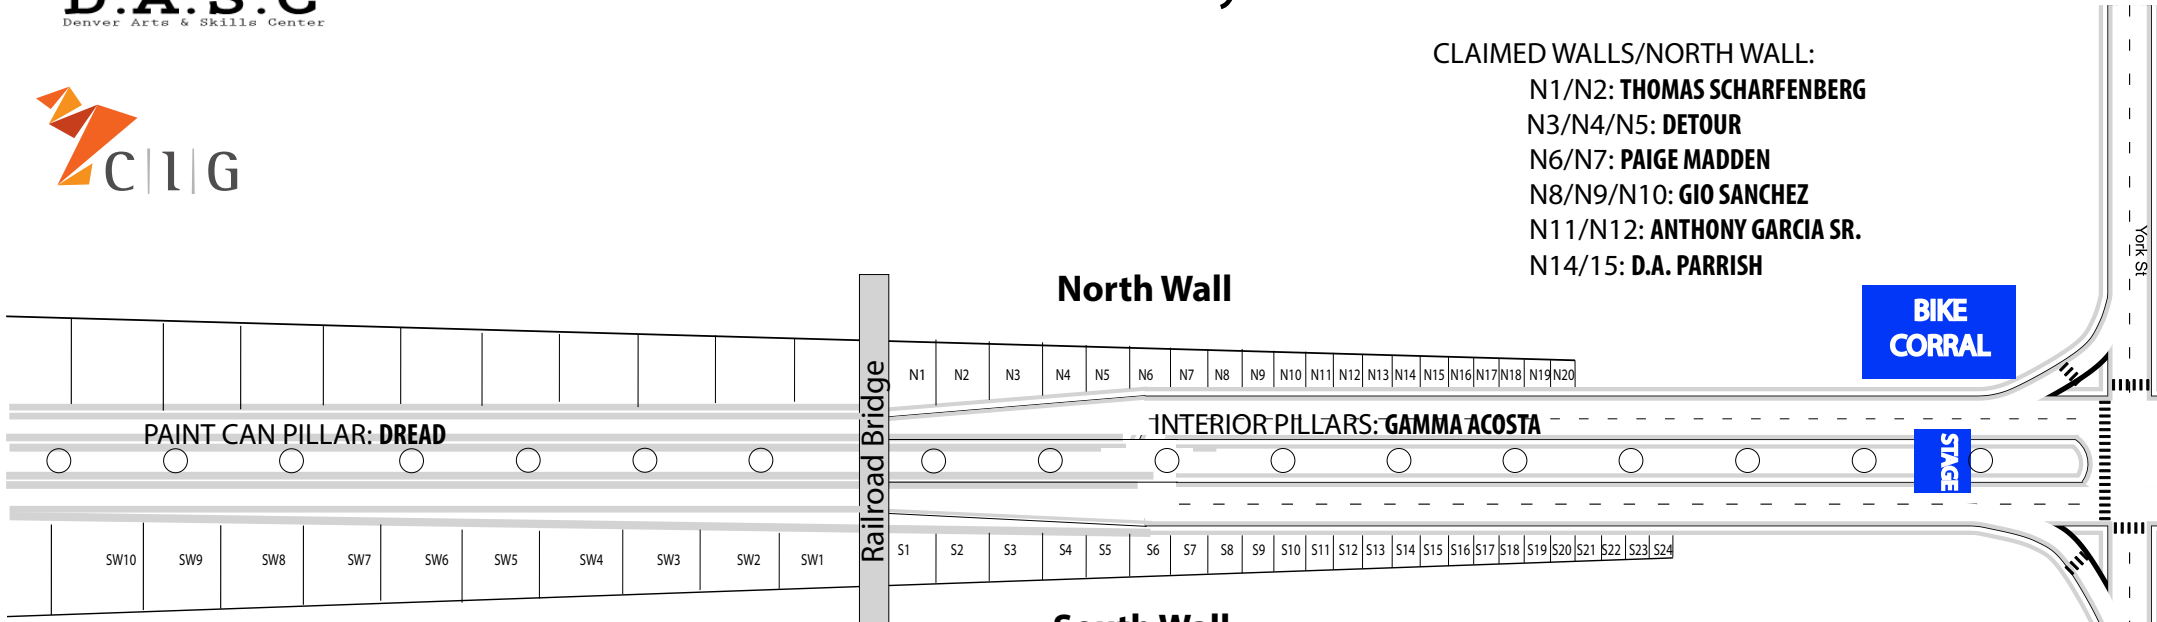 D.A.S.C
Denver Arts & Skills Center
C|1|G
CLAIMED WALLS/NORTH WALL:
N1/N2: THOMAS SCHARFENBERG
N3/N4/N5: DETOUR
N6/N7: PAIGE MADDEN
N8/N9/N10: GIO SANCHEZ
N11/N12: ANTHONY GARCIA SR.
N14/15: D.A. PARRISH
York St
BIKE
CORRAL
North Wall
N1 N2 N3 N4 N5 N6 N7 N8 N9 N10 N11 N12 N13 N14 N15 N16 N17 N18 N19 N20
Railroad Bridge
PAINT CAN PILLAR: DREAD
INTERIOR PILLARS: GAMMA ACOSTA
STAGE
SW10 SW9 SW8 SW7 SW6 SW5 SW4 SW3 SW2 SW1
S1 S2 S3 S4 S5 S6 S7 S8 S9 S10 S11 S12 S13 S14 S15 S16 S17 S18 S19 S20 S21 S22 S23 S24
South Wall